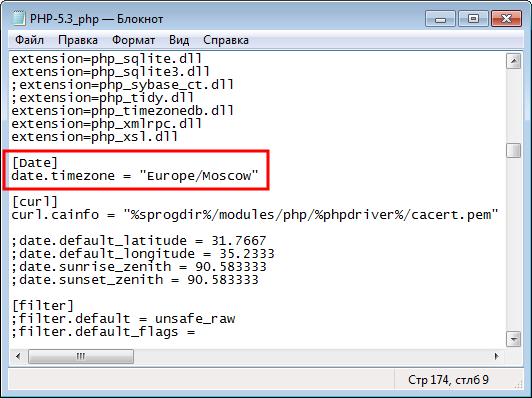 PHP-5.3_php — Блокнот
Файл Правка Формат Вид Справка
extension=php_sqlite.dll
extension=php_sqlite3.dll
;extension=php_sybase_ct.dll
;extension=php_tidy.dll
extension=php_timezonedb.dll
extension=php_xmlrpc.dll
extension=php_xsl.dll
[Date]
date.timezone = "Europe/Moscow"
[curl]
curl.cainfo = "%sprogdir%/modules/php/%phpdriver%/cacert.pem"
;date.default_latitude = 31.7667
;date.default_longitude = 35.2333
;date.sunrise_zenith = 90.583333
;date.sunset_zenith = 90.583333
[filter]
;filter.default = unsafe_raw
;filter.default_flags =
Стр 174, стлб 9